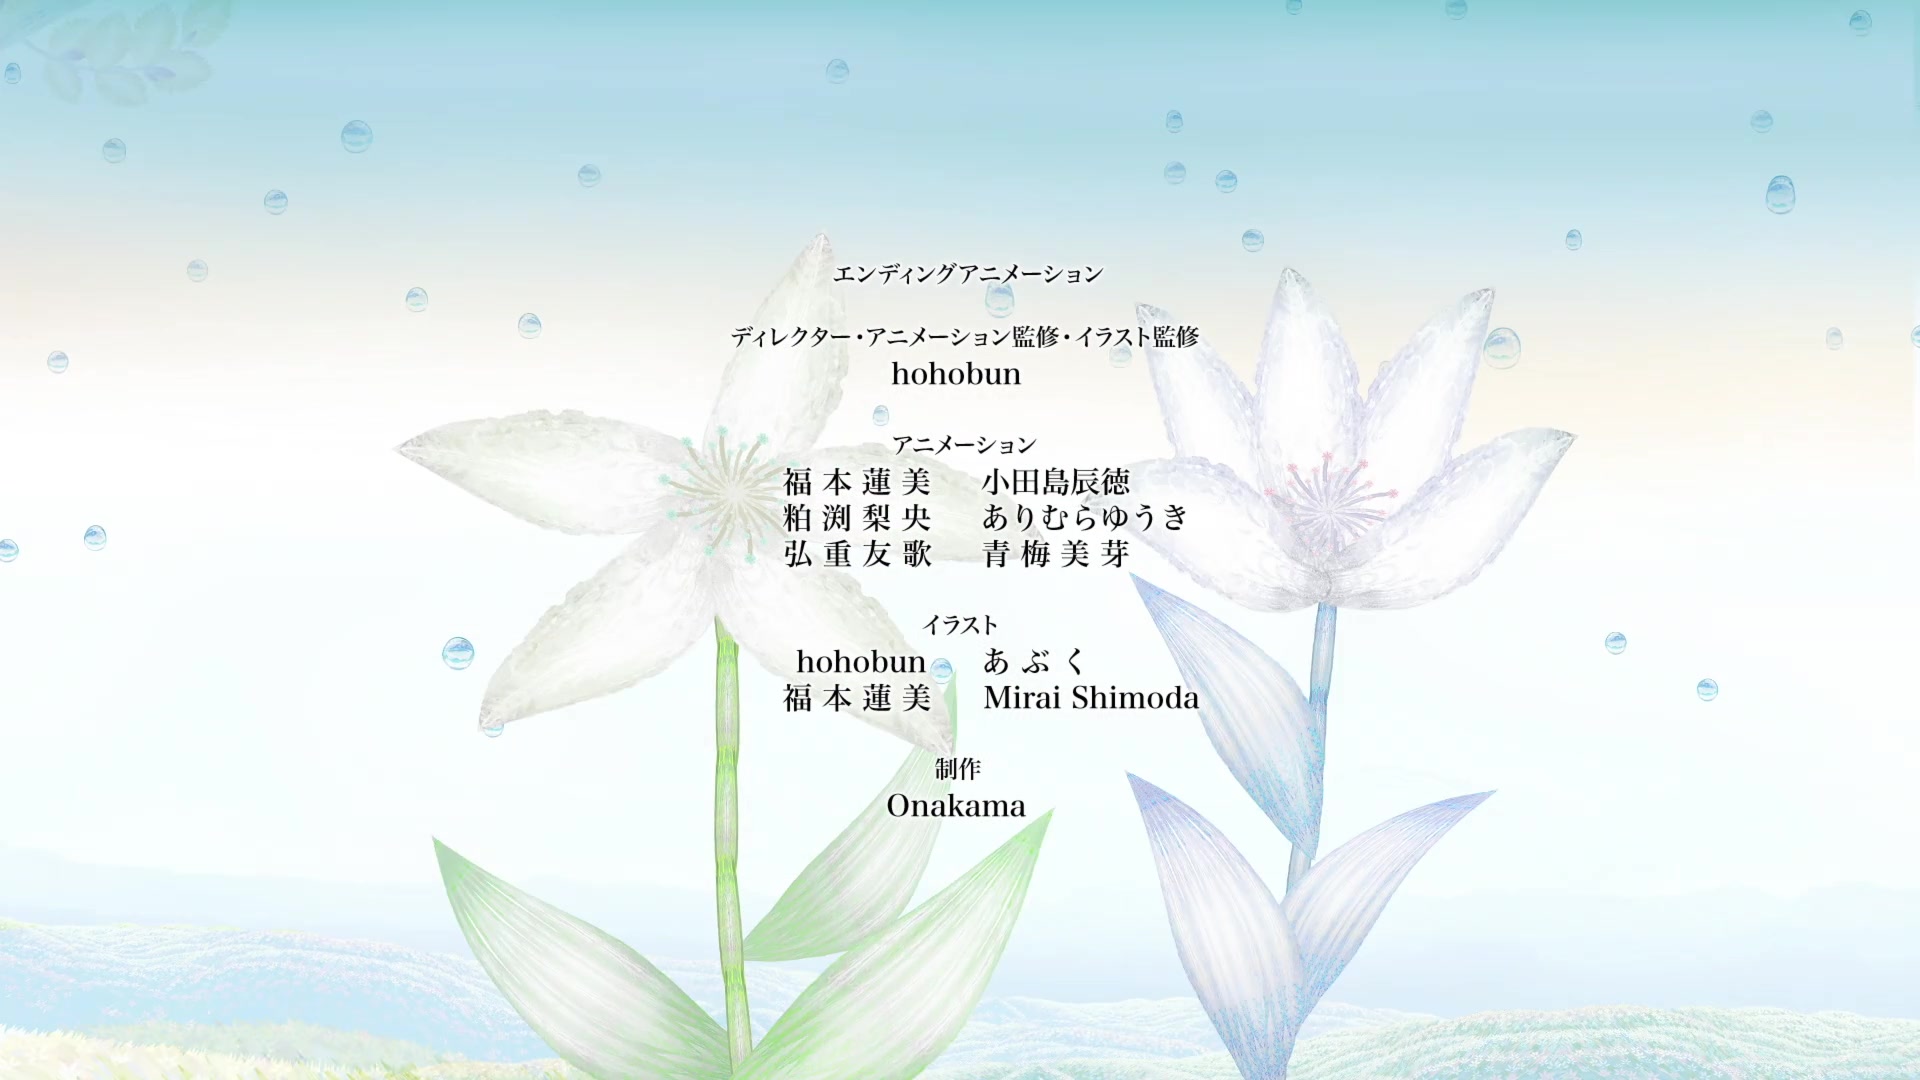 エンディングアニメーション
ディレクター・アニメーション監修・イラスト監修
hohobun
アニメーション
福本蓮美 小田島辰徳
粕渕梨央 ありむらゆうき
弘重友歌 青梅美芽
イラスト
hohobun あぶく
福本蓮美 Mirai Shimoda
制作
Onakama